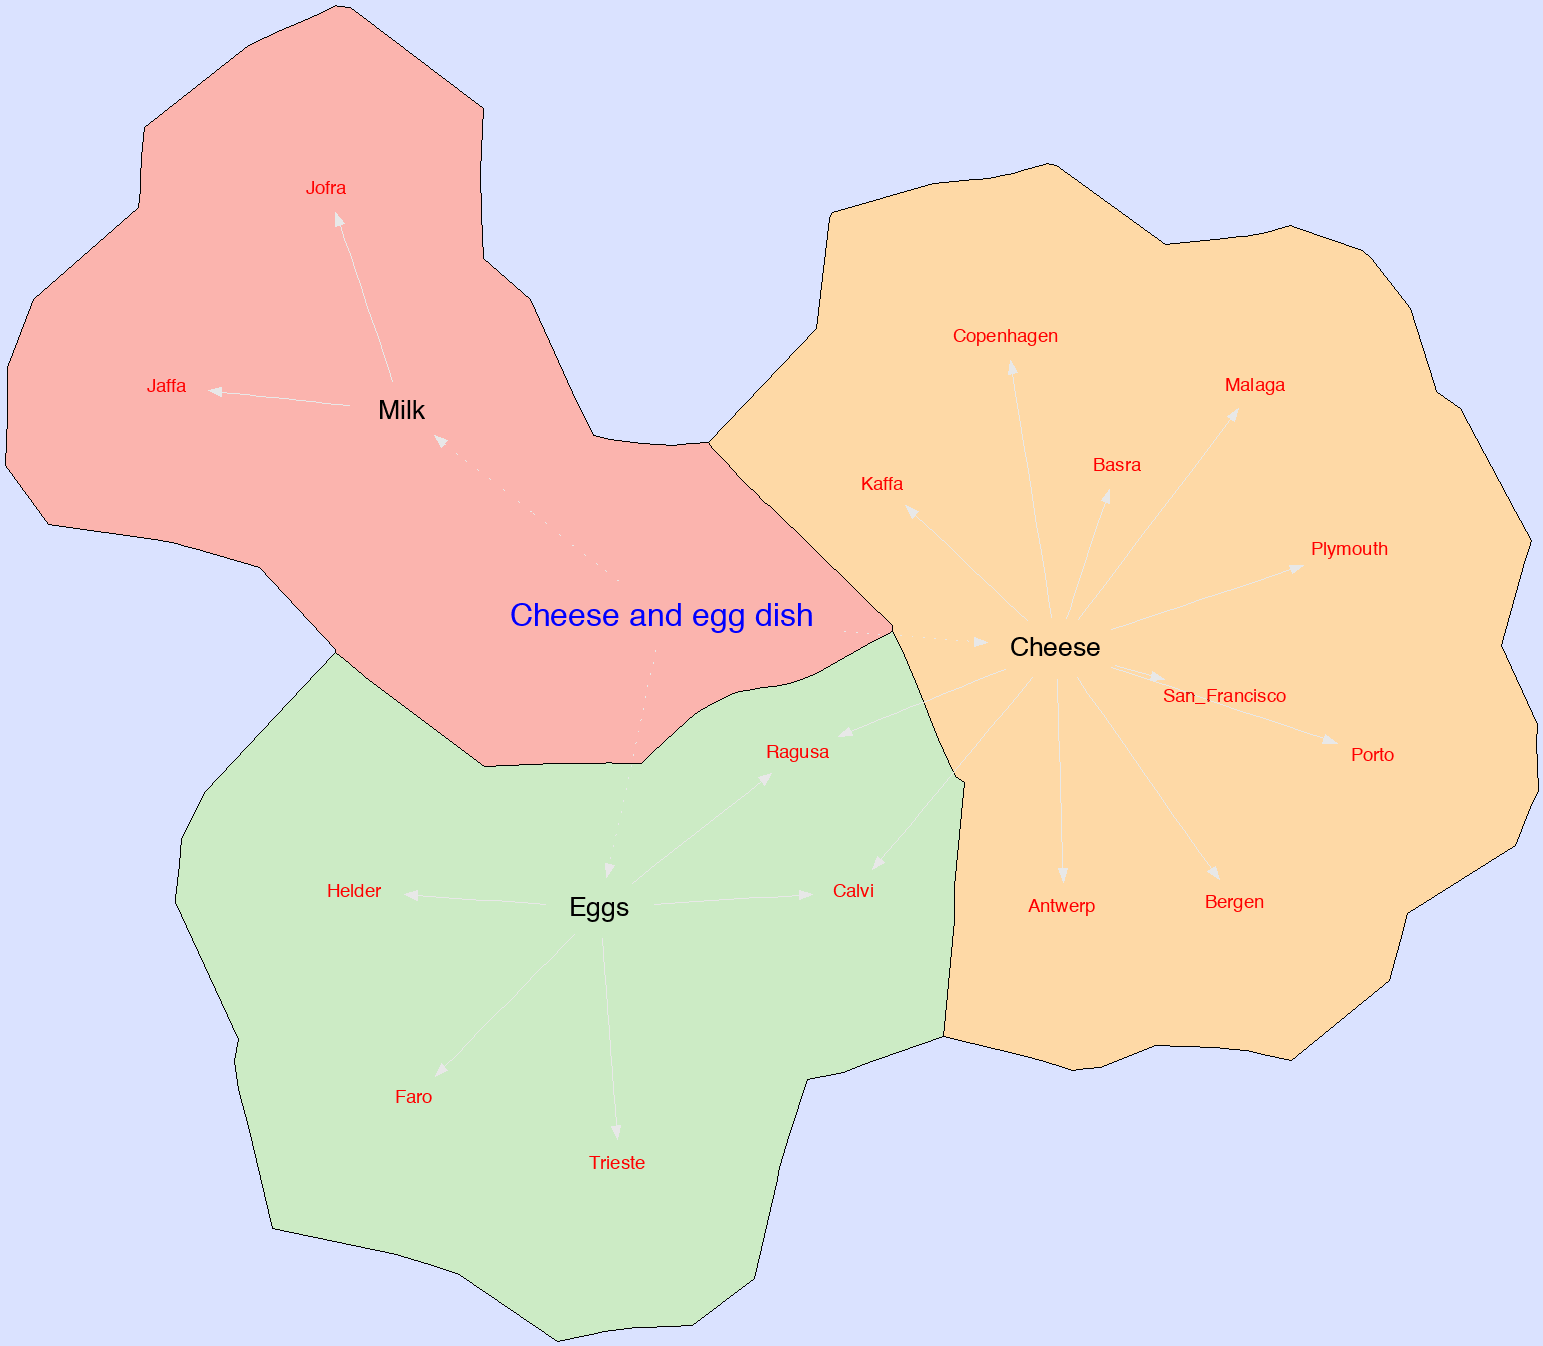 Jofra
Copenhagen
Jaffa
Malaga
Milk
Basra
Kaffa
Plymouth
Cheese and egg dish
Cheese
San_Francisco
Ragusa
Porto
Helder
Calvi
Eggs
Antwerp
Bergen
Faro
Trieste